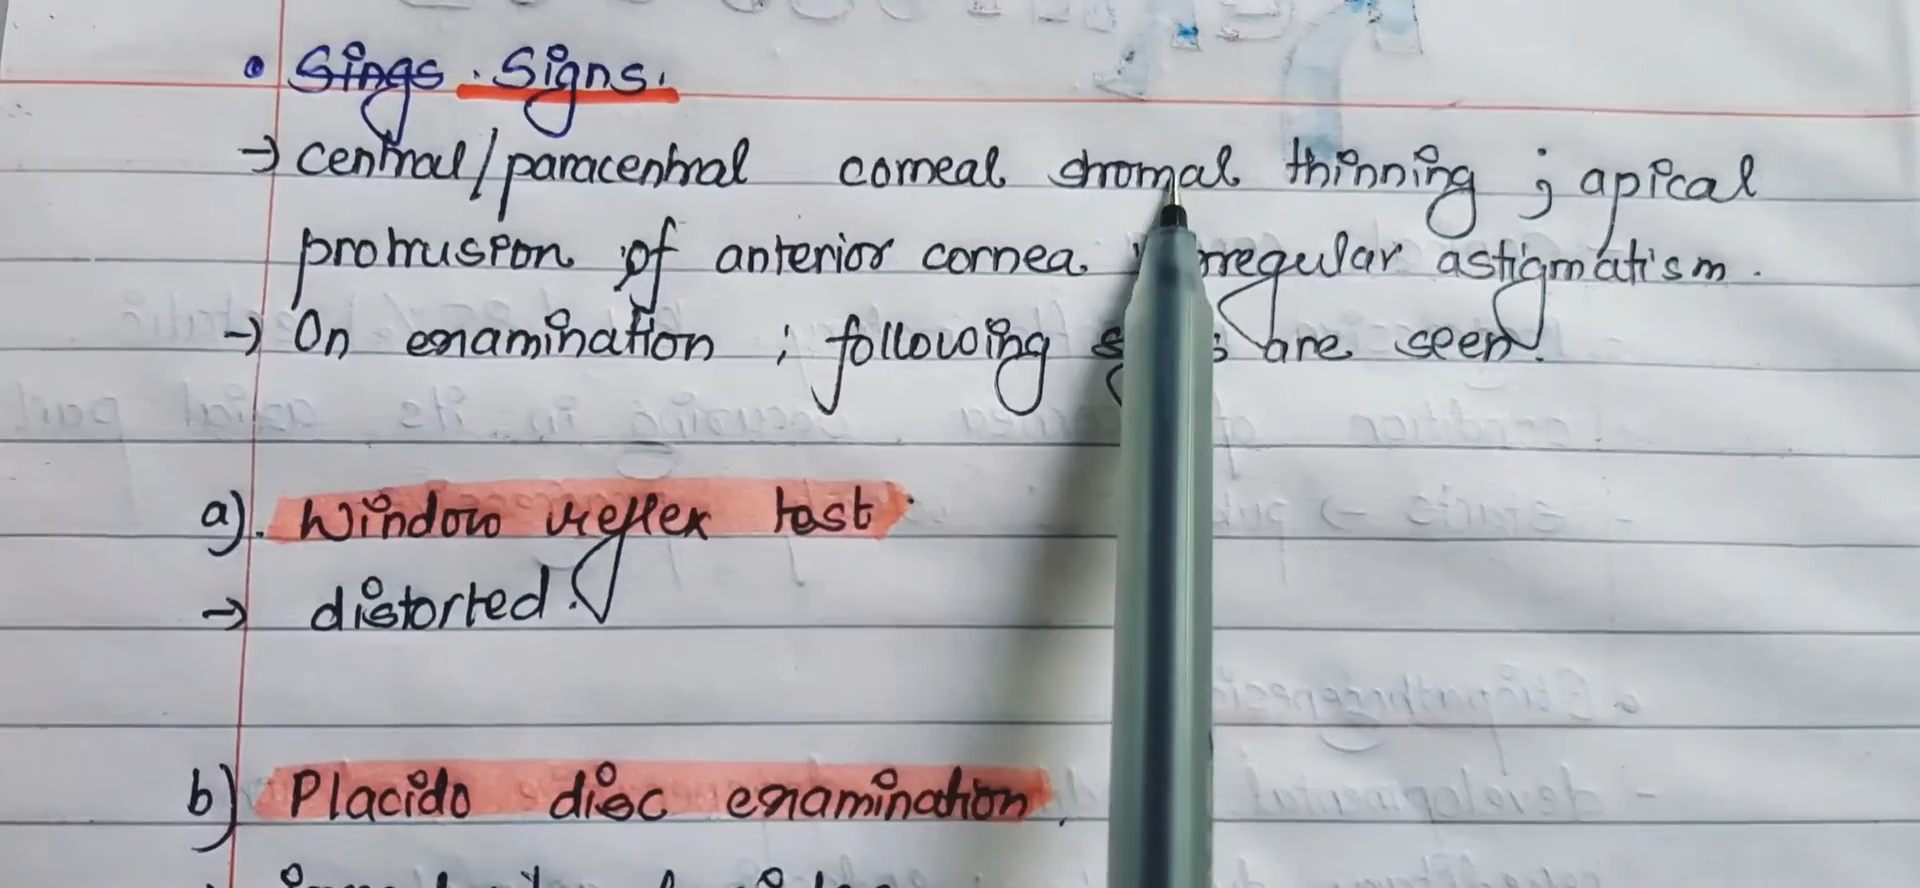 • Sings. Signs.
→ central/paracentral corneal stromal thinning ; apical
protrusion of anterior cornea irregular astigmatism.
→ On examination ; following are seen.
a). Window reflex tast
→ distorted.
b) Placido disc examination.